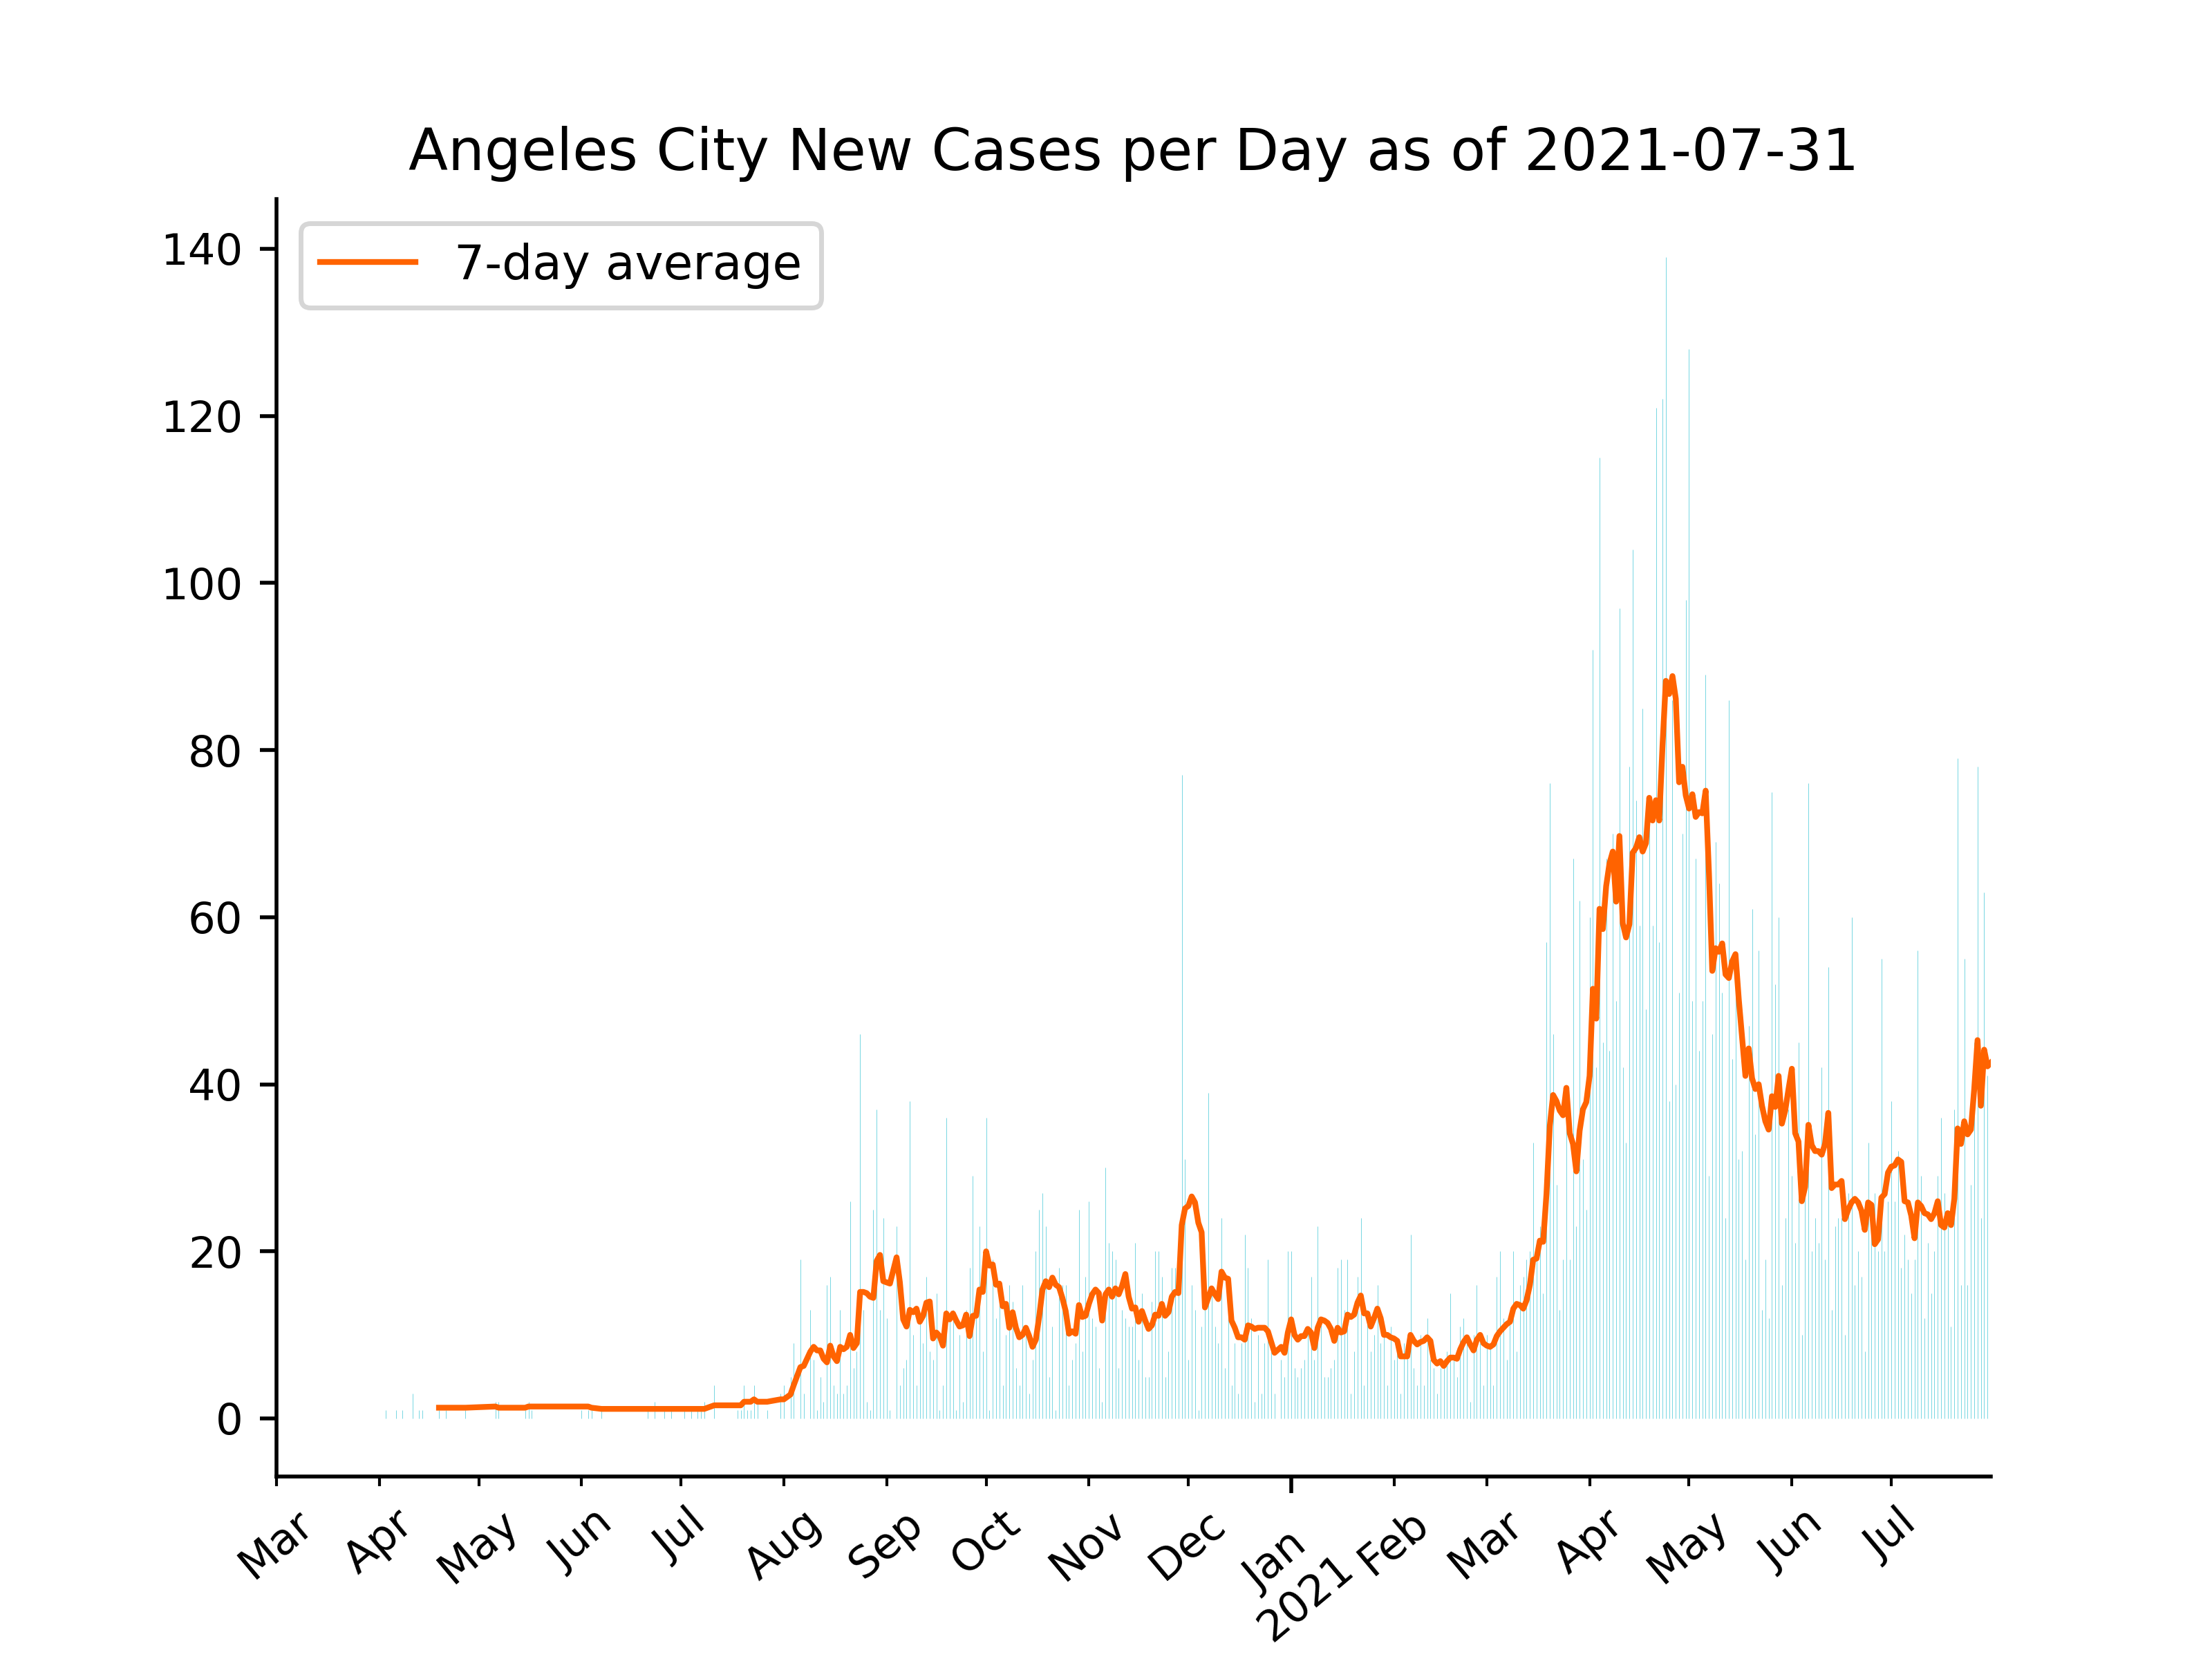 Angeles City New Cases per Day as of 2021-07-31
7-day average
140
120
100
80
60
40
20
0
Mar
Apr
May
Jun
Jul
Aug
Sep
Oct
Nov
Dec
Jan
2021
Feb
Mar
Apr
May
Jun
Jul